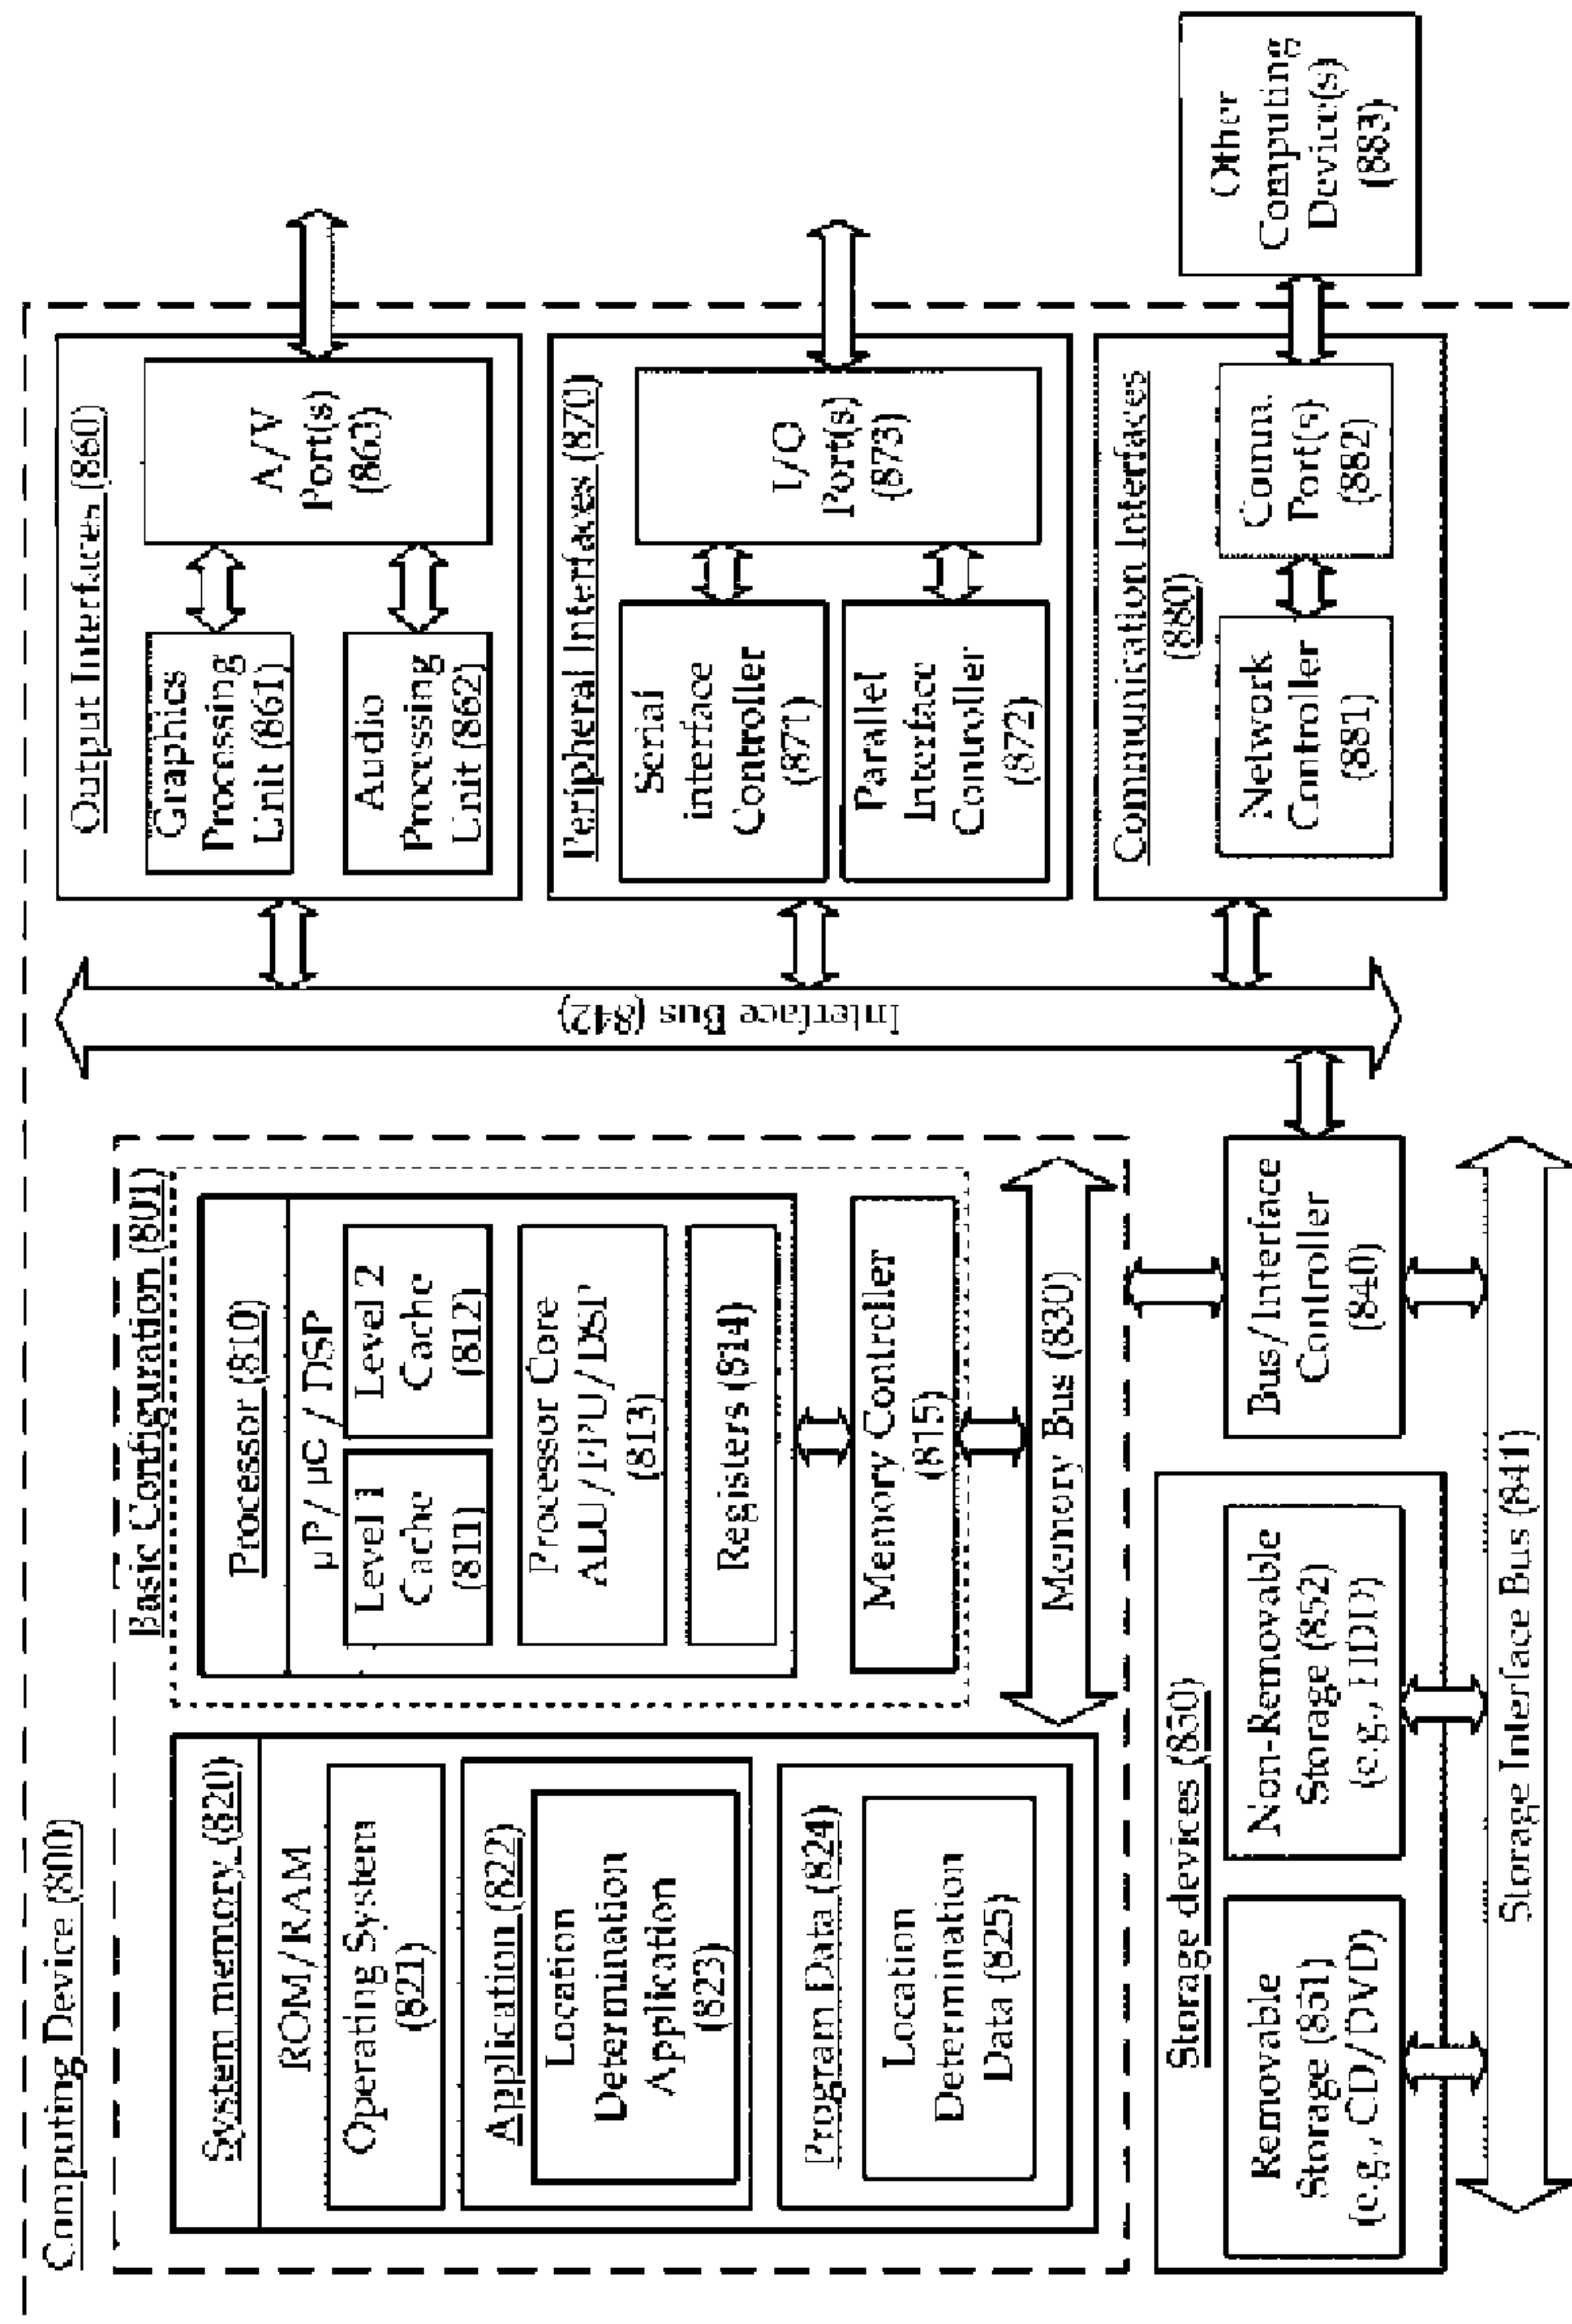 Computing Device (800)
Basic Configuration (801)
System memory (820)
ROM/RAM
Operating System
(821)
Application (822)
Location
Determination
Application
(823)
Program Data (824)
Location
Determination
Data (825)
Processor (810)
µP/ µC / DSP
Level 1
Cache
(811)
Level 2
Cache
(812)
Processor Core
ALU/FPU/DSP
(813)
Registers (814)
Memory Controller
(815)
Memory Bus (830)
Storage devices (850)
Removable
Storage (851)
(e.g., CD/DVD)
Non-Removable
Storage (852)
(e.g., HDD)
Bus/Interface
Controller
(840)
Storage Interface Bus (841)
Interface Bus (842)
Output Interfaces (860)
Graphics
Processing
Unit (861)
Audio
Processing
Unit (862)
A/V
Port(s)
(863)
Peripheral Interfaces (870)
Serial
interface
Controller
(871)
Parallel
Interface
Controller
(872)
I/O
Port(s)
(873)
Communication Interfaces
(880)
Network
Controller
(881)
Comm.
Port(s)
(882)
Other
Computing
Device(s)
(883)